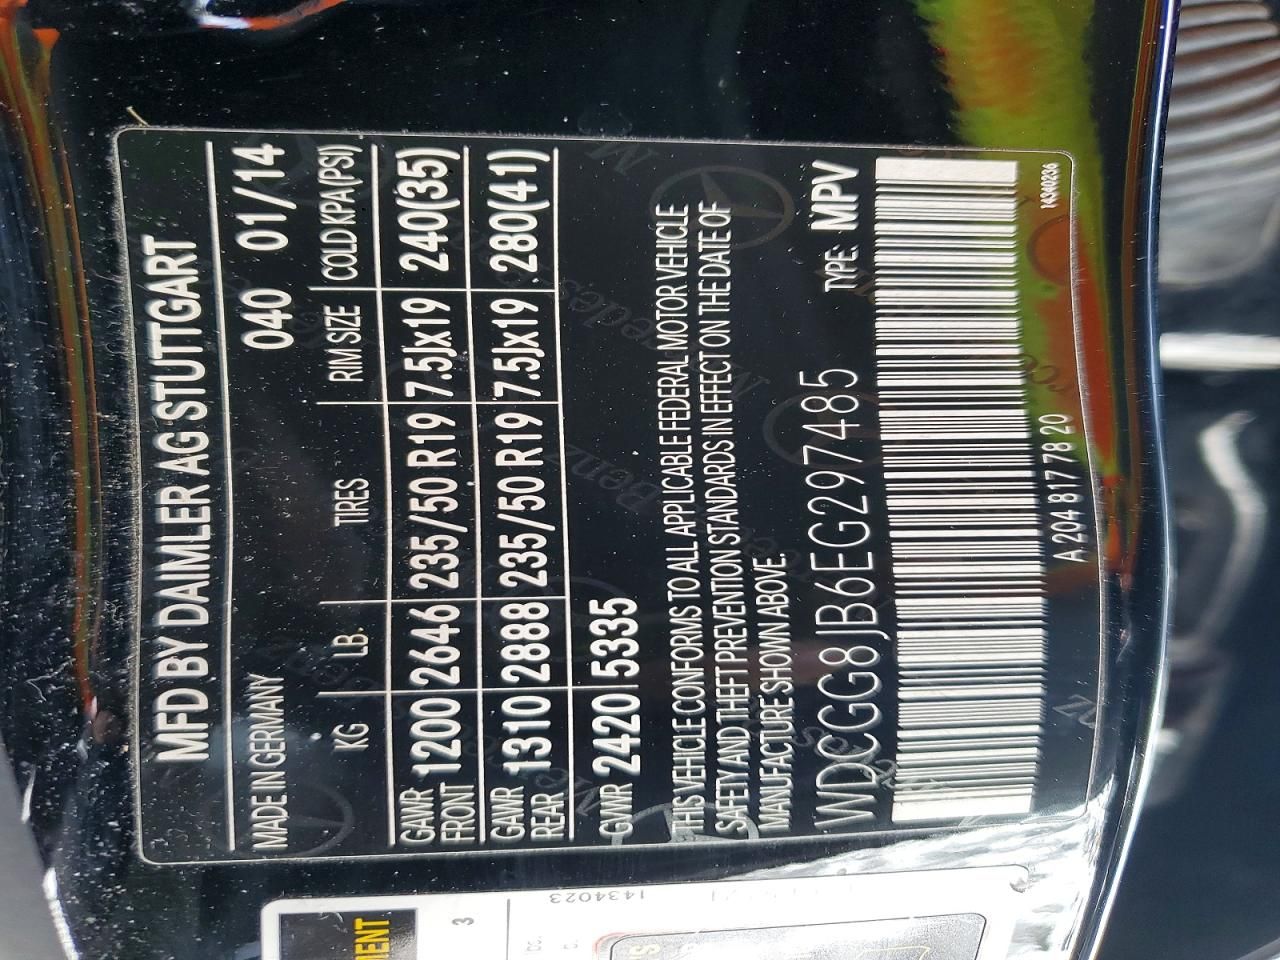 MFD BY DAIMLER AG STUTTGART
MADE IN GERMANY 040 01/14
KG LB. TIRES RIM SIZE COLD KPA(PSI)
GAWR FRONT 1200 2646 235/50 R19 7.5Jx19 240(35)
GAWR REAR 1310 2888 235/50 R19 7.5Jx19 280(41)
GVWR 2420 5335
THIS VEHICLE CONFORMS TO ALL APPLICABLE FEDERAL MOTOR VEHICLE
SAFETY AND THEFT PREVENTION STANDARDS IN EFFECT ON THE DATE OF
MANUFACTURE SHOWN ABOVE.
TYPE: MPV
WDCGG8JB6EG297485
A 204 817 78 20
14340236
1434023
3